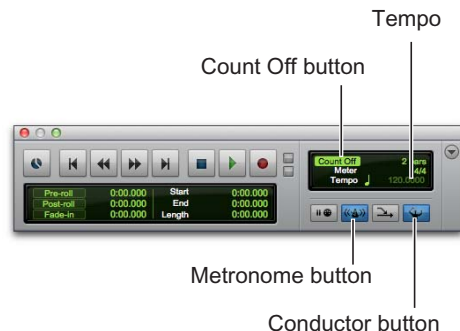 Tempo
Count Off button
Count Off 2 bars
Meter 4/4
Tempo 120.0000
Pre-roll 0:00.000 Start 0:00.000
Post-roll 0:00.000 End 0:00.000
Fade-in 0:00.000 Length 0:00.000
Metronome button
Conductor button